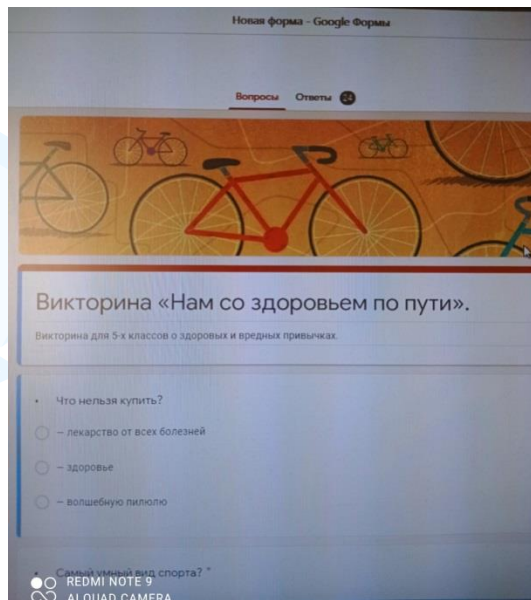 Новая форма - Google Формы
Вопросы Ответы 24
Викторина «Нам со здоровьем по пути».
Викторина для 5-х классов о здоровых и вредных привычках.
• Что нельзя купить?
– лекарство от всех болезней
– здоровье
– волшебную пилюлю
• Самый умный вид спорта? *
REDMI NOTE 9
AI QUAD CAMERA